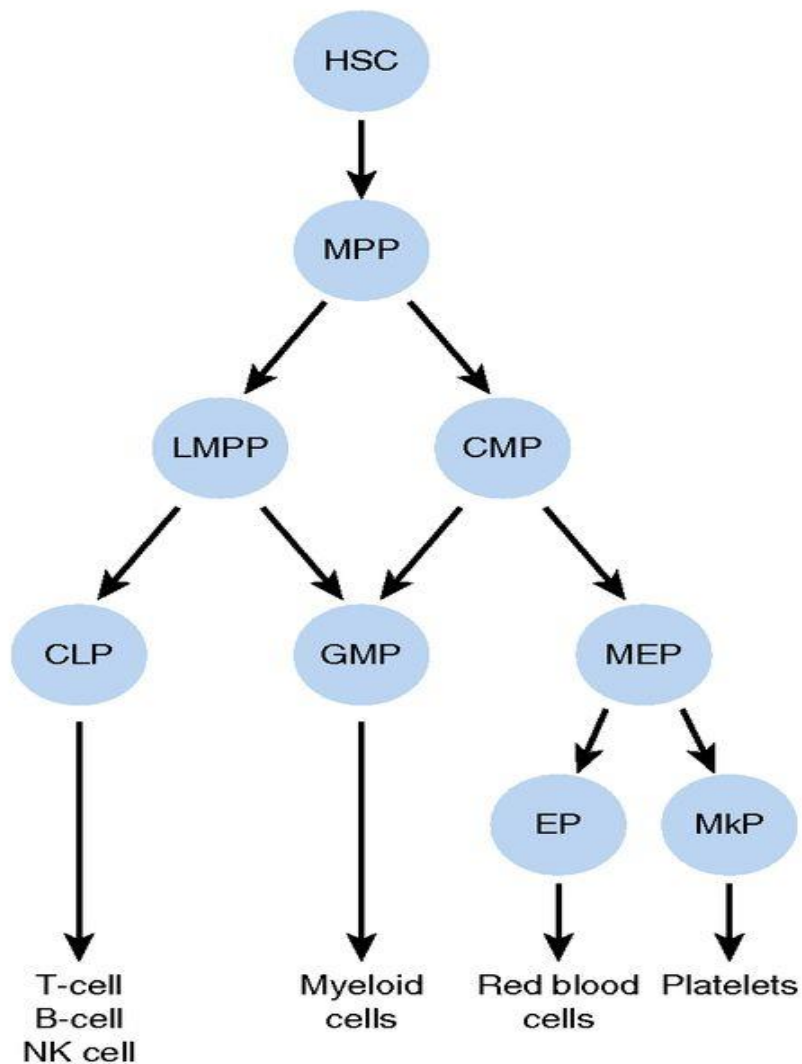 HSC
MPP
LMPP
CMP
CLP
GMP
MEP
EP
MkP
T-cell
B-cell
NK cell
Myeloid
cells
Red blood
cells
Platelets